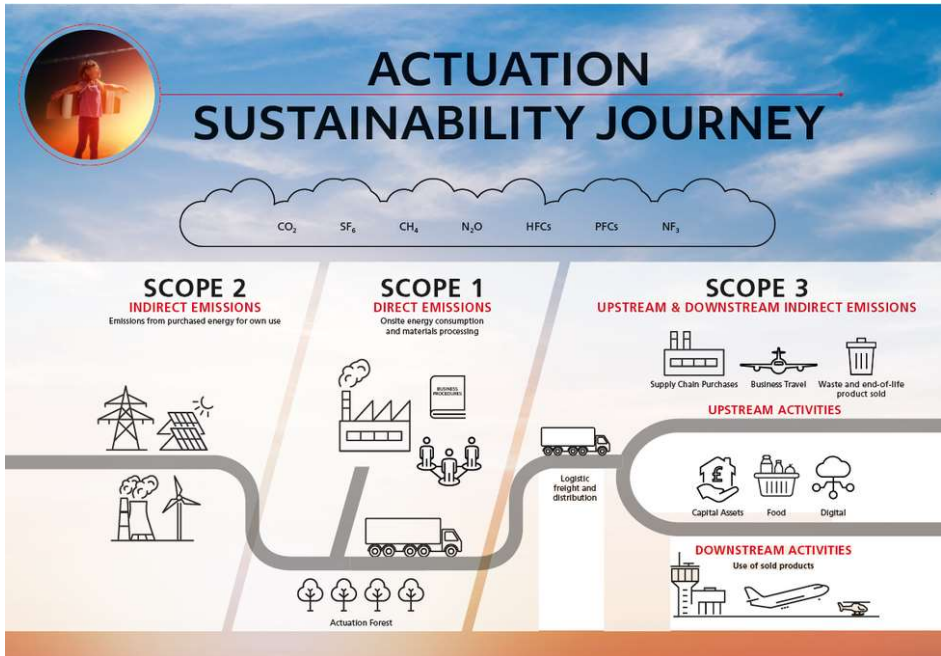 ACTUATION
SUSTAINABILITY JOURNEY
CO₂ SF₆ CH₄ N₂O HFCs PFCs NF₃
SCOPE 2
INDIRECT EMISSIONS
Emissions from purchased energy for own use
SCOPE 1
DIRECT EMISSIONS
Onsite energy consumption
and materials processing
BUSINESS
PROCEDURES
Actuation Forest
SCOPE 3
UPSTREAM & DOWNSTREAM INDIRECT EMISSIONS
Supply Chain Purchases
Business Travel
Waste and end-of-life
product sold
UPSTREAM ACTIVITIES
Logistic
freight and
distribution
£
Capital Assets
Food
Digital
DOWNSTREAM ACTIVITIES
Use of sold products